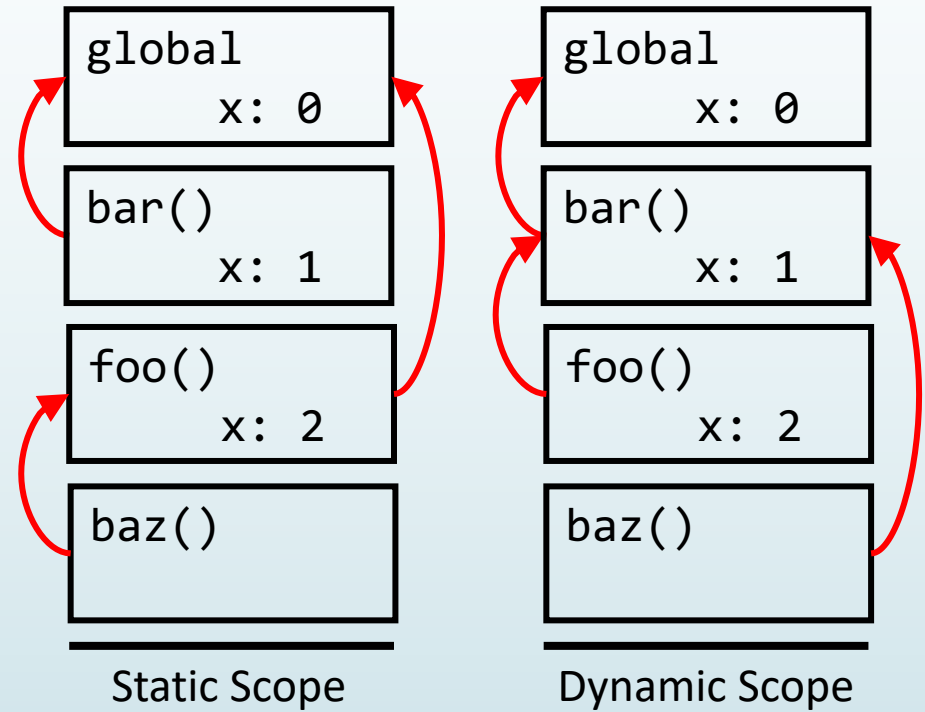 global
x: 0
bar()
x: 1
foo()
x: 2
baz()
Static Scope
global
x: 0
bar()
x: 1
foo()
x: 2
baz()
Dynamic Scope